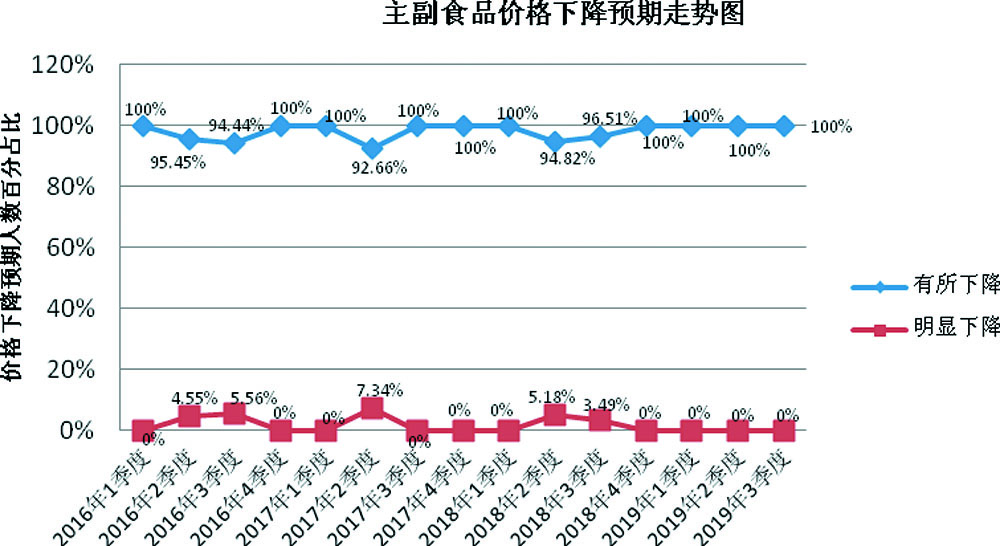 主副食品价格下降预期走势图
价格下降预期人数百分占比
120%
100%
80%
60%
40%
20%
0%
100%
95.45%
94.44%
100%
100%
92.66%
100%
100%
100%
94.82%
96.51%
100%
100%
100%
100%
0%
4.55%
5.56%
0%
0%
7.34%
0%
0%
0%
5.18%
3.49%
0%
0%
0%
0%
2016年1季度
2016年2季度
2016年3季度
2016年4季度
2017年1季度
2017年2季度
2017年3季度
2017年4季度
2018年1季度
2018年2季度
2018年3季度
2018年4季度
2019年1季度
2019年2季度
2019年3季度
有所下降
明显下降